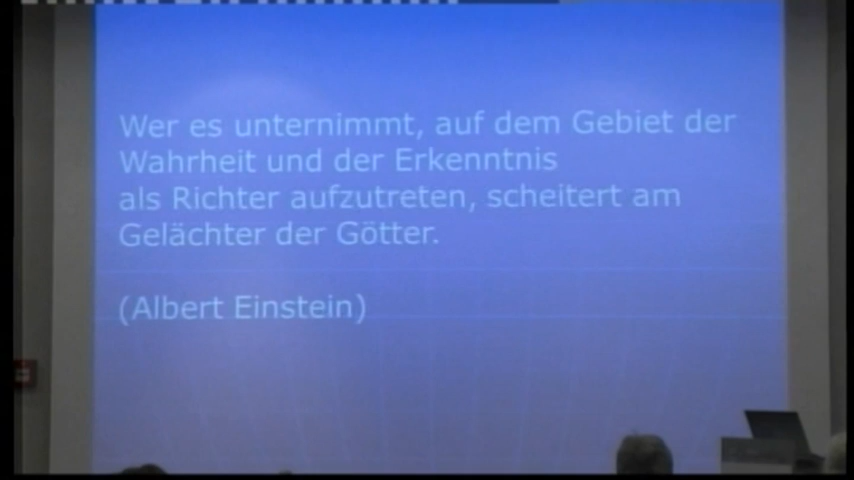 Wer es unternimmt, auf dem Gebiet der
Wahrheit und der Erkenntnis
als Richter aufzutreten, scheitert am
Gelächter der Götter.
(Albert Einstein)